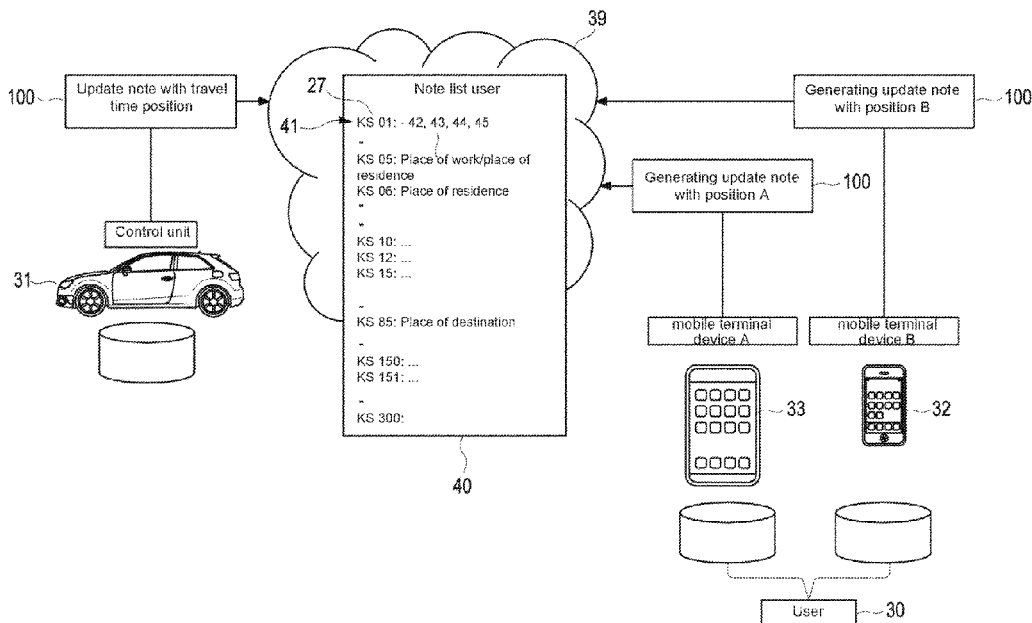 39
100
Update note with travel
time position
27
Note list user
41
KS 01: - 42, 43, 44, 45
KS 05: Place of work/place of
residence
KS 06: Place of residence
KS 10: ...
KS 12: ...
KS 15: ...
KS 85: Place of destination
KS 150: ...
KS 151: ...
KS 300:
40
Control unit
31
Generating update note
with position B
100
Generating update note
with position A
100
mobile terminal
device A
mobile terminal
device B
33
32
User
30